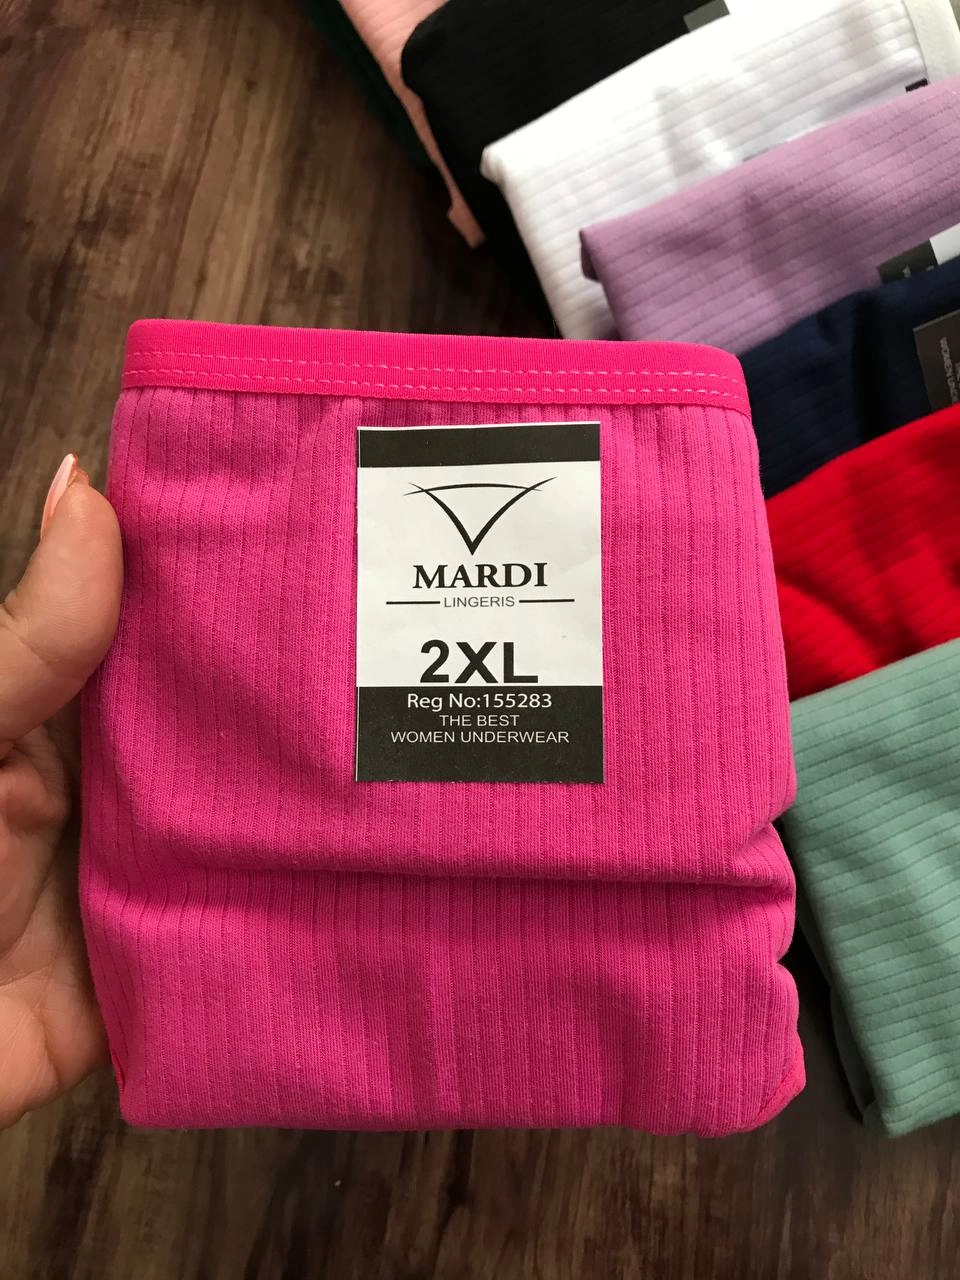 MARDI
LINGERIS
2XL
Reg No:155283
THE BEST
WOMEN UNDERWEAR